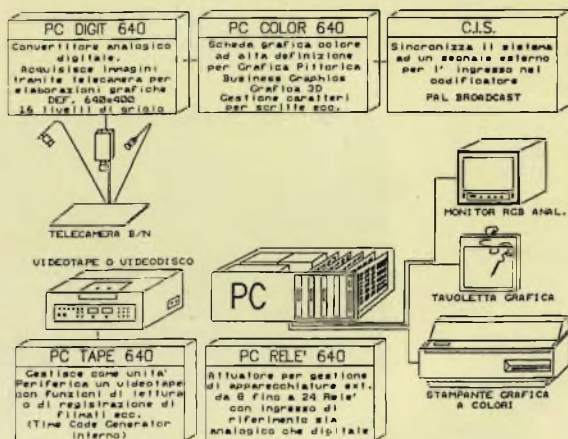 PC DIGIT 640
Convertitore analogico
digitale.
Acquisisce immagini
tramite telecamera per
elaborazioni grafiche
DEF. 640x400
16 livelli di grigio
PC COLOR 640
Scheda grafica colore
ad alta definizione
per Grafica Pittorica
Business Graphics
Grafica 3D
Gestione caratteri
per scritte ecc.
C.I.S.
Sincronizza il sistema
ad un segnale esterno
per l' ingresso nel
codificatore
PAL BROADCAST
TELECAMERA B/N
MONITOR RGB ANAL.
VIDEOTAPE O VIDEODISCO
PC
TAVOLETTA GRAFICA
STAMPANTE GRAFICA
A COLORI
PC TAPE 640
Gestisce come unita'
Periferica un videotape
con funzioni di lettura
o di registrazione di
filmati ecc.
(Time Code Generator
interno)
PC RELE' 640
Attuatore per gestione
di apparecchiature ext.
da 8 fino a 24 Rele'
con ingresso di
riferimento sia
analogico che digitale